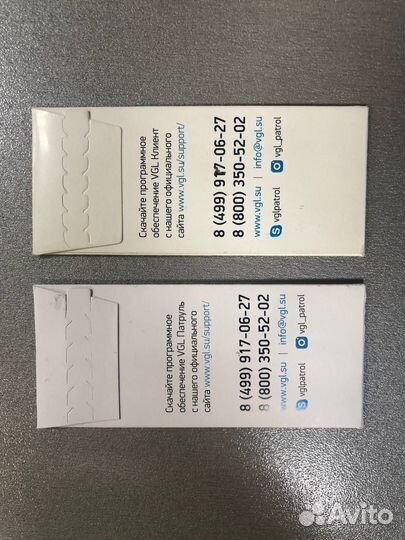 Скачайте программное
обеспечение VGL Клиент
с нашего официального
сайта www.vgl.su/support/
8 (499) 917-06-27
8 (800) 350-52-02
www.vgl.su | info@vgl.su
vglpatrol vgl_patrol
Скачайте программное
обеспечение VGL Патруль
с нашего официального
сайта www.vgl.su/support/
8 (499) 917-06-27
8 (800) 350-52-02
www.vgl.su | info@vgl.su
vglpatrol vgl_patrol
Avito